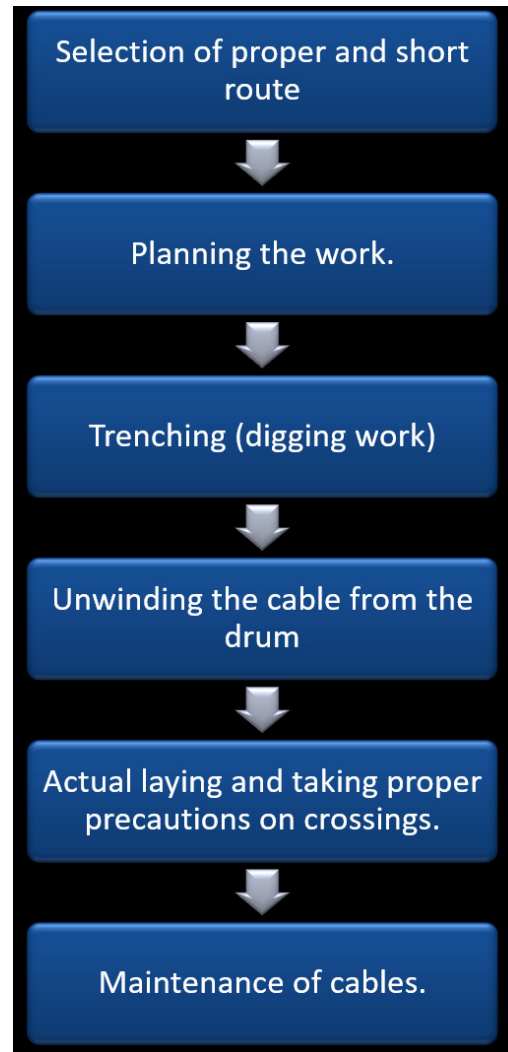 Selection of proper and short
route
Planning the work.
Trenching (digging work)
Unwinding the cable from the
drum
Actual laying and taking proper
precautions on crossings.
Maintenance of cables.